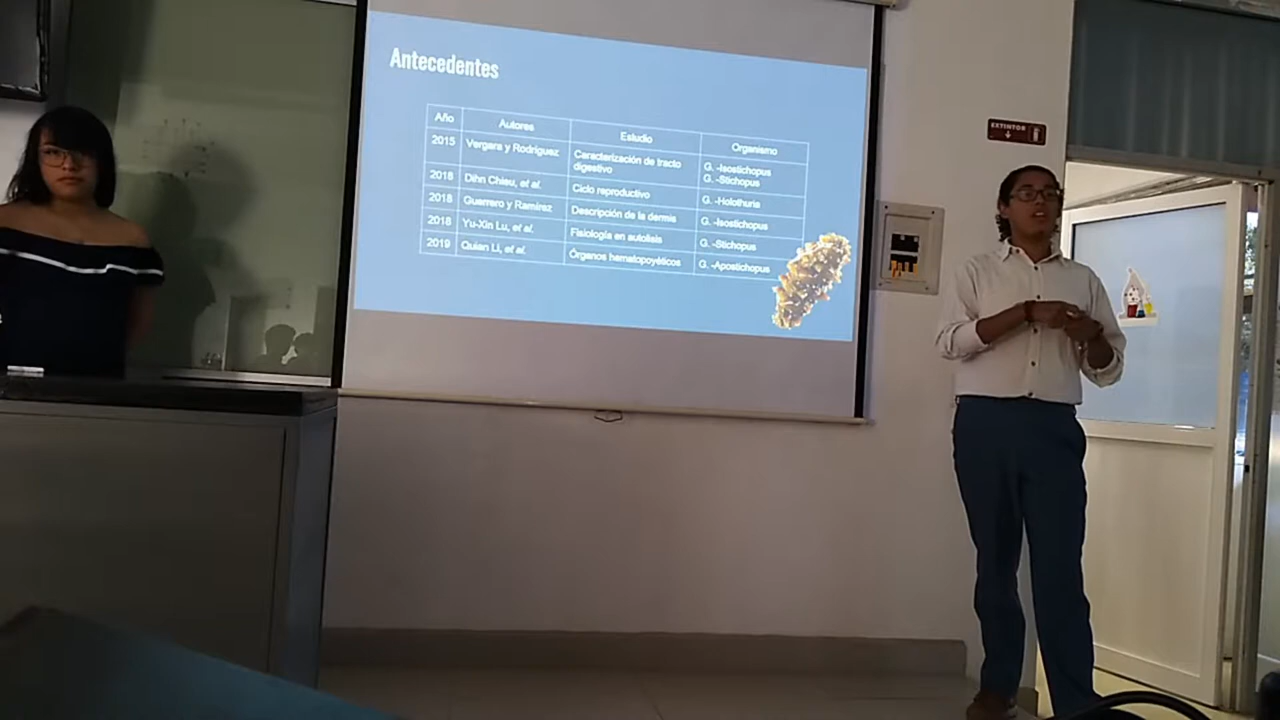 Antecedentes
Año Autores Estudio Organismo
2015 Vergara y Rodríguez Caracterización de tracto digestivo G. -Isostichopus
G. -Stichopus
2018 Dihn Chieu, et al. Ciclo reproductivo G. -Holothuria
2018 Guerrero y Ramírez Descripción de la dermis G. -Isostichopus
2018 Yu-Xin Lu, et al. Fisiología en autolisis G. -Stichopus
2019 Quian Li, et al. Órganos hematopoyéticos G. -Apostichopus
EXTINTOR